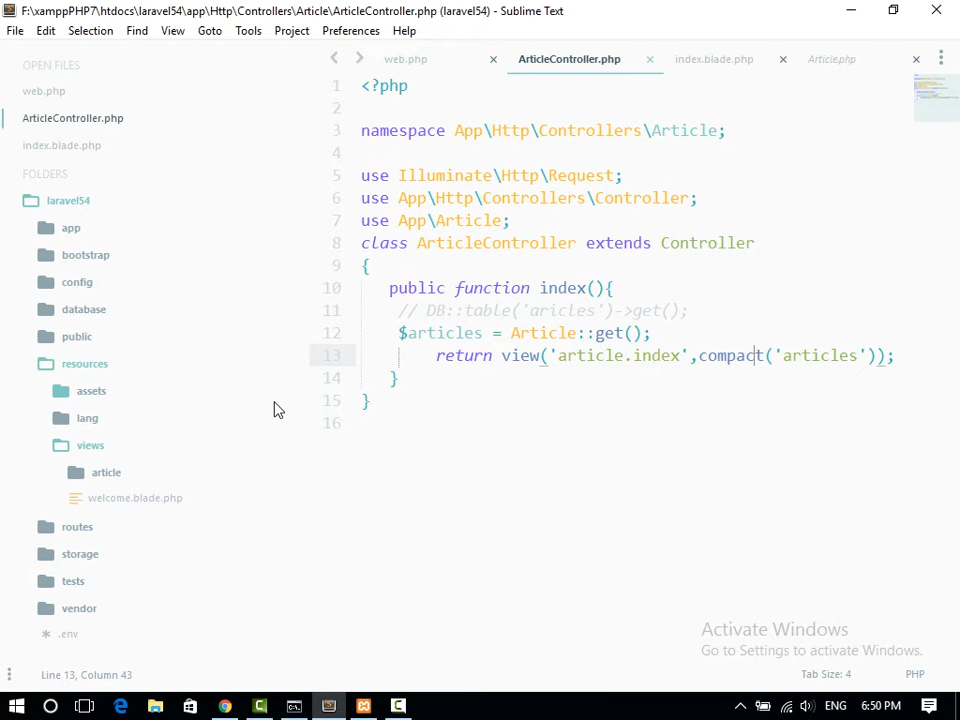 F:\xamppPHP7\htdocs\laravel54\app\Http\Controllers\Article\ArticleController.php (laravel54) - Sublime Text
File Edit Selection Find View Goto Tools Project Preferences Help
OPEN FILES
web.php
ArticleController.php
index.blade.php
FOLDERS
laravel54
app
bootstrap
config
database
public
resources
assets
lang
views
article
welcome.blade.php
routes
storage
tests
vendor
.env
web.php ArticleController.php index.blade.php Article.php
1 <?php
2
3 namespace App\Http\Controllers\Article;
4
5 use Illuminate\Http\Request;
6 use App\Http\Controllers\Controller;
7 use App\Article;
8 class ArticleController extends Controller
9 {
10 public function index(){
11 // DB::table('aricles')->get();
12 $articles = Article::get();
13 return view('article.index',compact('articles'));
14 }
15 }
16
Activate Windows
Go to Settings to activate Windows.
Line 13, Column 43 Tab Size: 4 PHP
ENG 6:50 PM